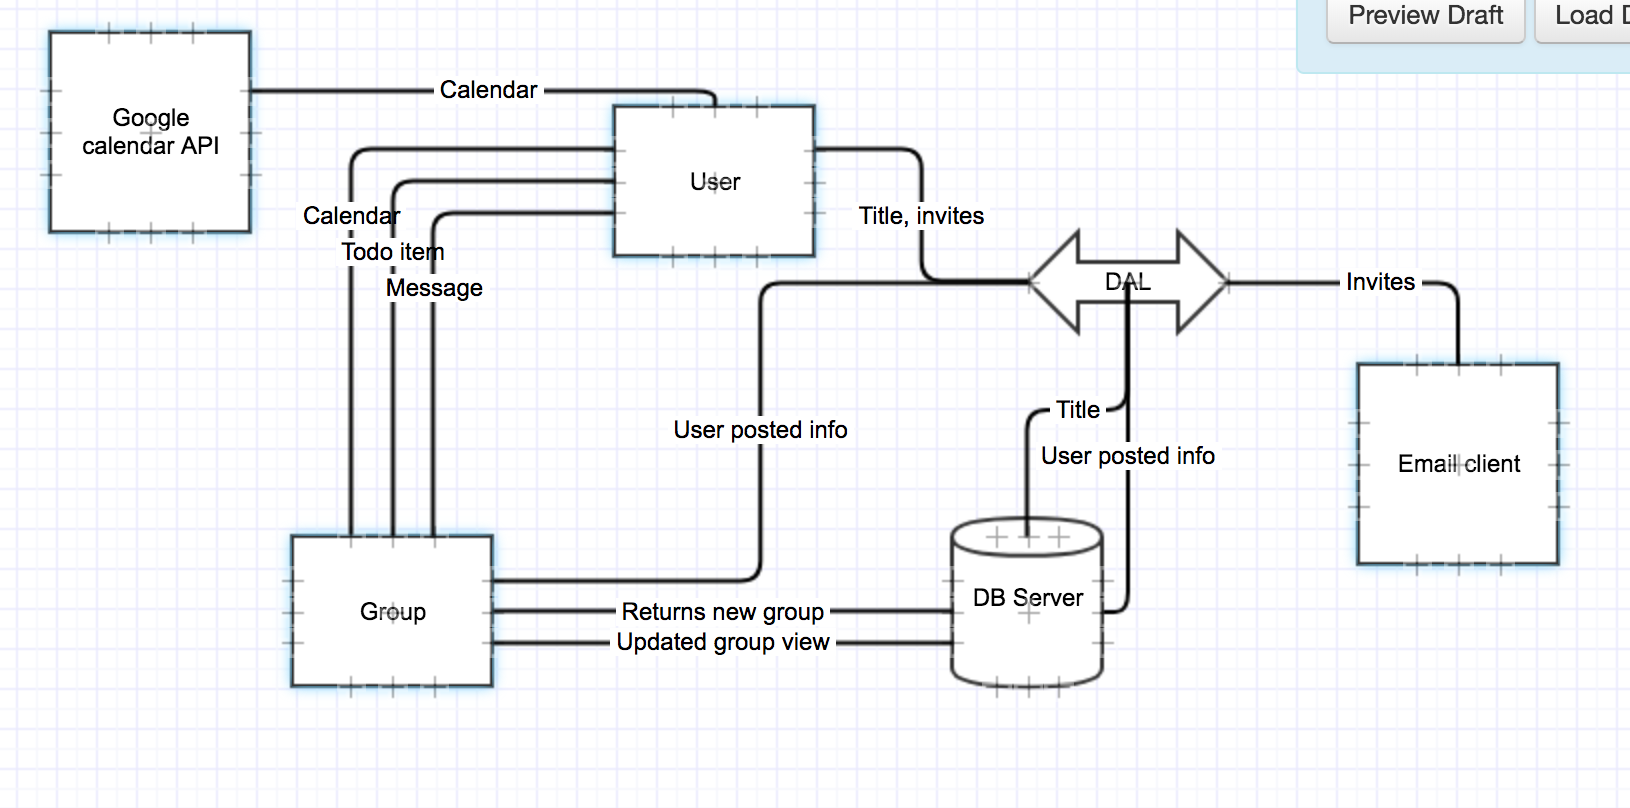 Preview Draft
Load D
Google
calendar API
Calendar
User
Calendar
Todo item
Message
Title, invites
DAL
Invites
Title
User posted info
User posted info
Email client
Group
Returns new group
Updated group view
DB Server